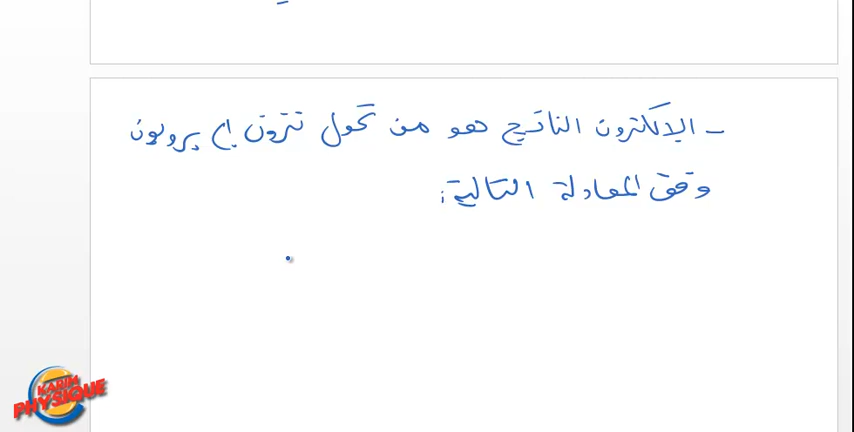 - الإلكترون الناتج هو من تحول نترون إلى بروتون
وفق المعادلة التالية:
KARIM
PHYSIQUE